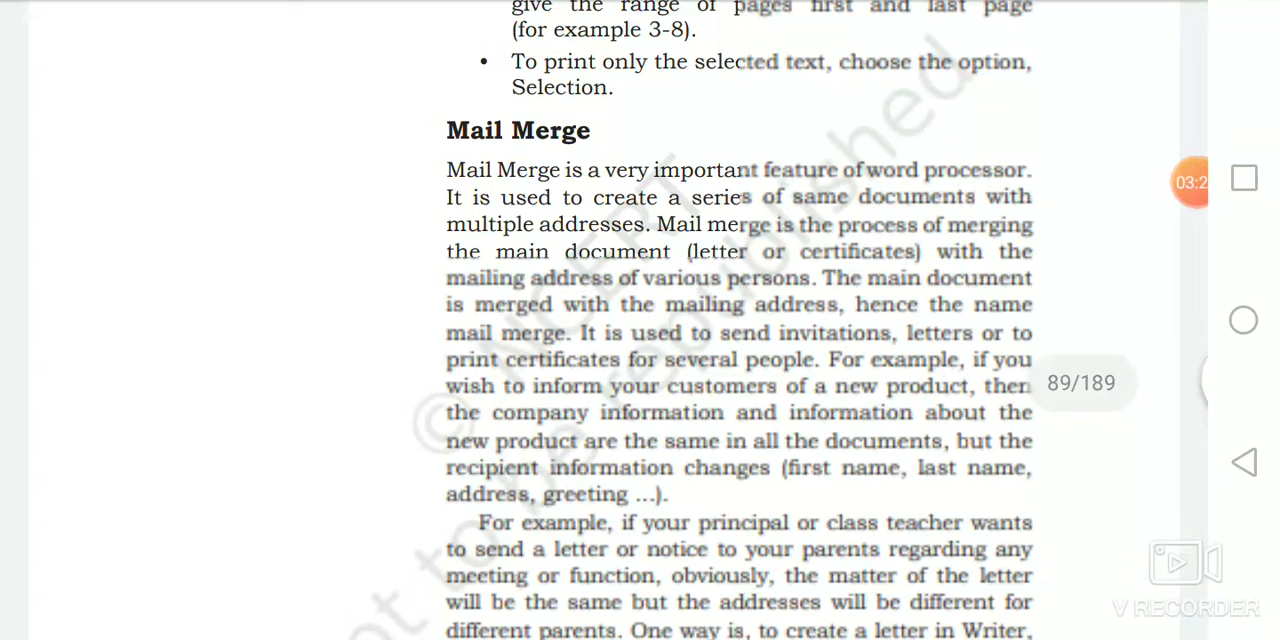 give the range of pages first and last page
(for example 3-8).
• To print only the selected text, choose the option,
Selection.
Mail Merge
Mail Merge is a very important feature of word processor.
It is used to create a series of same documents with
multiple addresses. Mail merge is the process of merging
the main document (letter or certificates) with the
mailing address of various persons. The main document
is merged with the mailing address, hence the name
mail merge. It is used to send invitations, letters or to
print certificates for several people. For example, if you
wish to inform your customers of a new product, then
the company information and information about the
new product are the same in all the documents, but the
recipient information changes (first name, last name,
address, greeting ...).
For example, if your principal or class teacher wants
to send a letter or notice to your parents regarding any
meeting or function, obviously, the matter of the letter
will be the same but the addresses will be different for
different parents. One way is, to create a letter in Writer,
© NCERT
not to be republished
03:2
89/189
V RECORDER